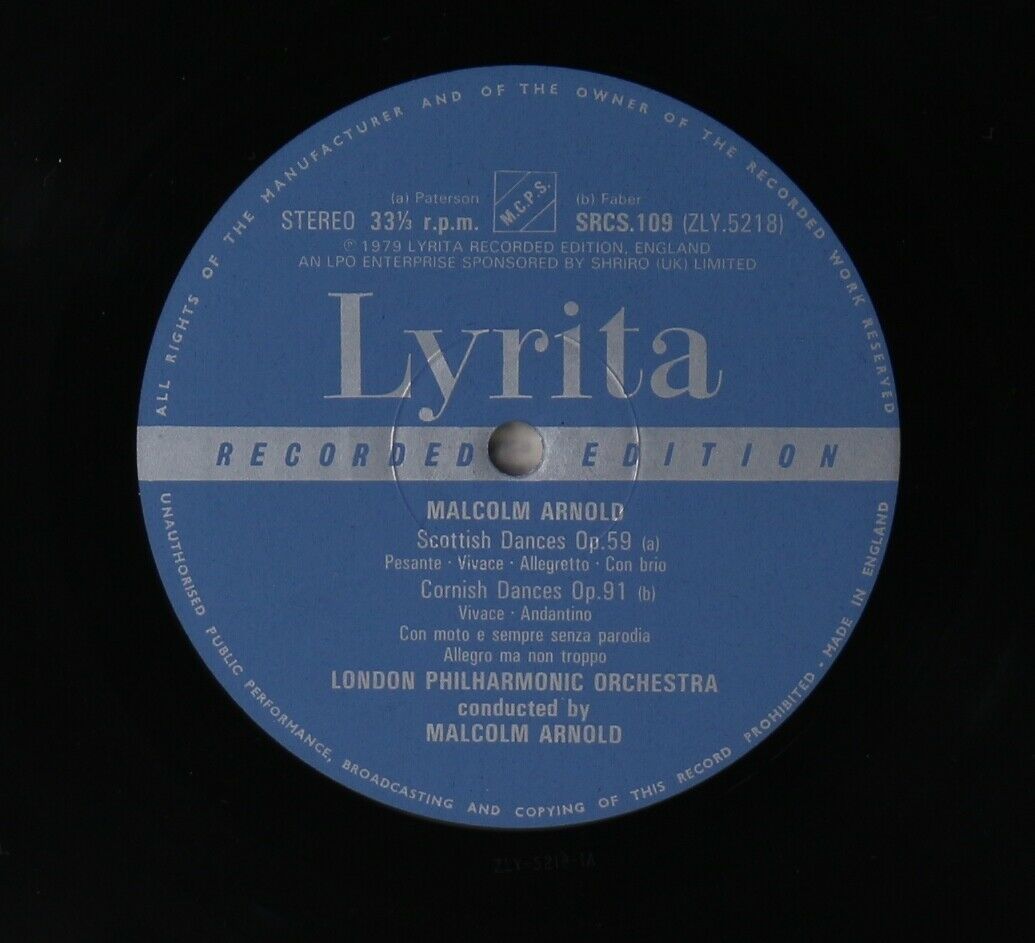 ALL RIGHTS OF THE MANUFACTURER AND OF THE OWNER OF THE RECORDED WORK RESERVED
(a) Paterson M.C.P.S. (b) Faber
STEREO 33⅓ r.p.m. SRCS.109 (ZLY.5218)
℗ 1979 LYRITA RECORDED EDITION, ENGLAND
AN LPO ENTERPRISE SPONSORED BY SHRIRO (UK) LIMITED
Lyrita
RECORDED EDITION
MALCOLM ARNOLD
Scottish Dances Op.59 (a)
Pesante · Vivace · Allegretto · Con brio
Cornish Dances Op.91 (b)
Vivace · Andantino
Con moto e sempre senza parodia
Allegro ma non troppo
LONDON PHILHARMONIC ORCHESTRA
conducted by
MALCOLM ARNOLD
UNAUTHORISED PUBLIC PERFORMANCE, BROADCASTING AND COPYING OF THIS RECORD PROHIBITED · MADE IN ENGLAND
ZLY-5218-1A